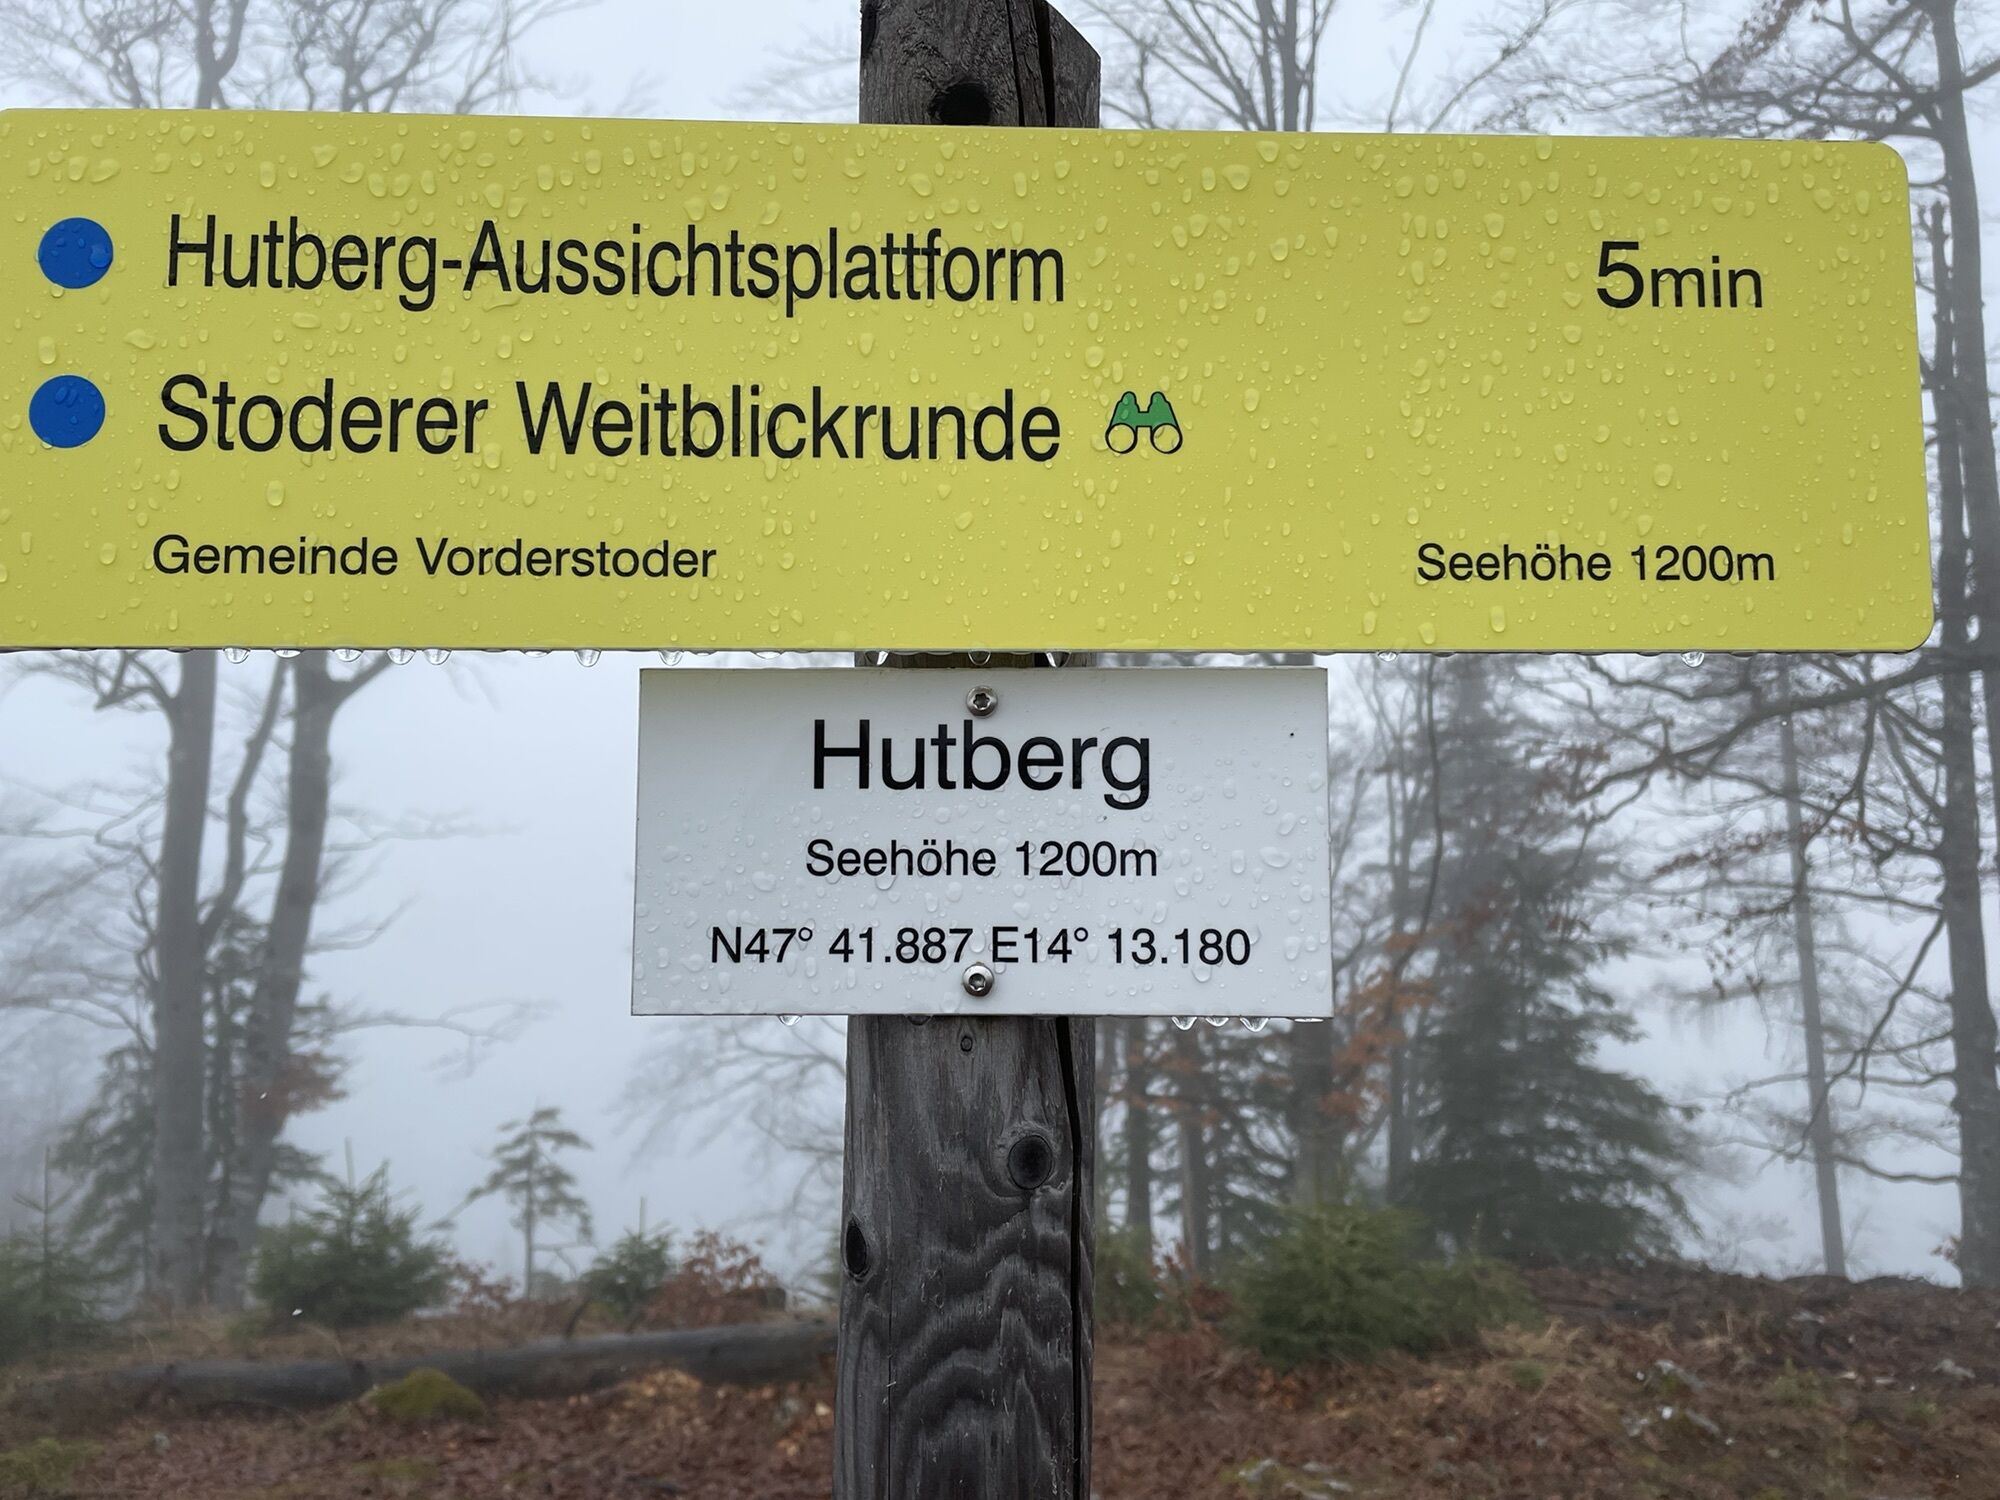 Hutberg-Aussichtsplattform 5min
Stoderer Weitblickrunde
Gemeinde Vorderstoder Seehöhe 1200m
Hutberg
Seehöhe 1200m
N47° 41.887 E14° 13.180